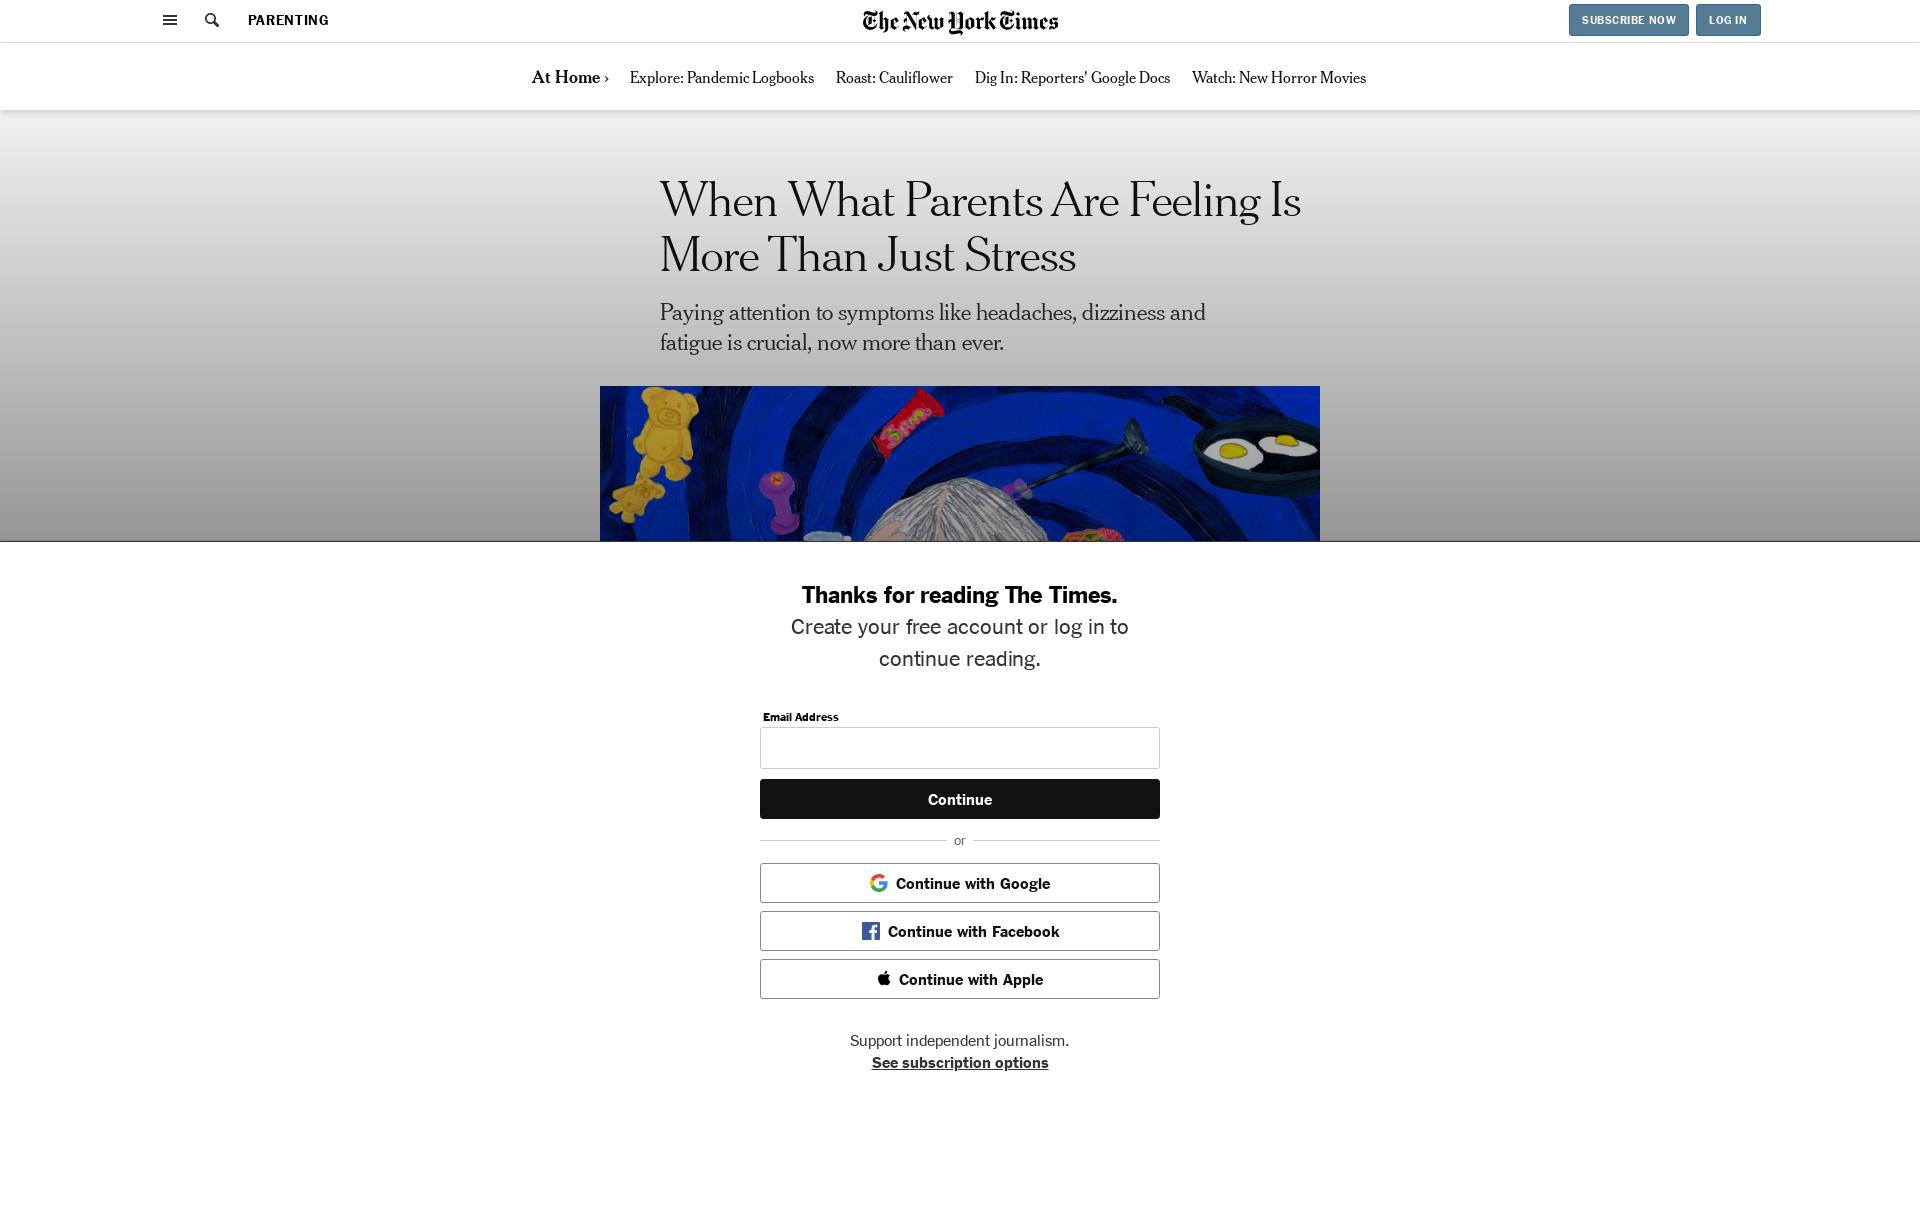 PARENTING
The New York Times
SUBSCRIBE NOW
LOG IN
At Home ›
Explore: Pandemic Logbooks
Roast: Cauliflower
Dig In: Reporters' Google Docs
Watch: New Horror Movies
When What Parents Are Feeling Is
More Than Just Stress
Paying attention to symptoms like headaches, dizziness and
fatigue is crucial, now more than ever.
Thanks for reading The Times.
Create your free account or log in to
continue reading.
Email Address
Continue
or
Continue with Google
Continue with Facebook
Continue with Apple
Support independent journalism.
See subscription options